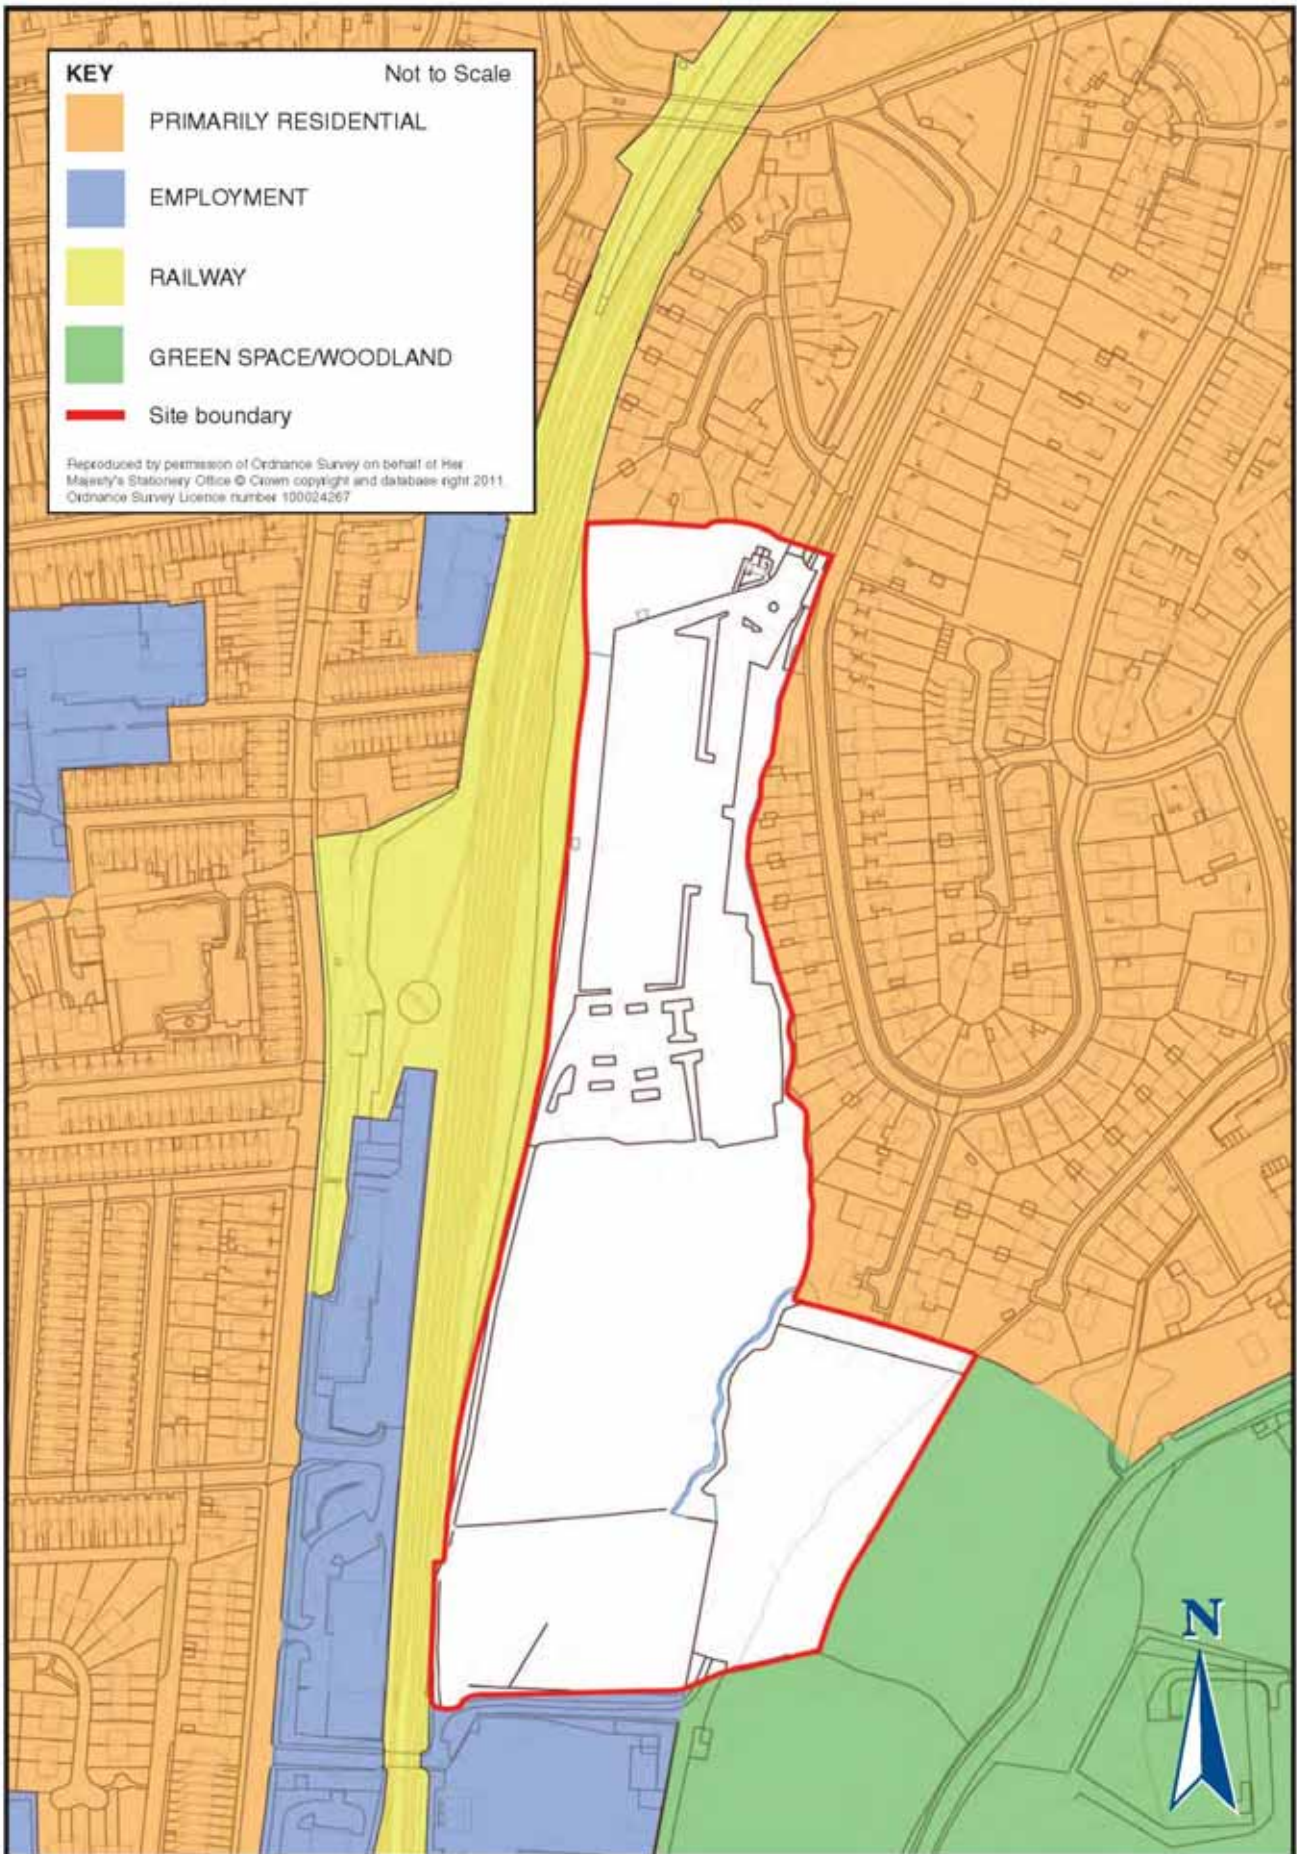 KEY
Not to Scale
PRIMARILY RESIDENTIAL
EMPLOYMENT
RAILWAY
GREEN SPACE/WOODLAND
Site boundary
Reproduced by permission of Ordnance Survey on behalf of Her
Majesty's Stationery Office © Crown copyright and database right 2011.
Ordnance Survey Licence number 100024267
N